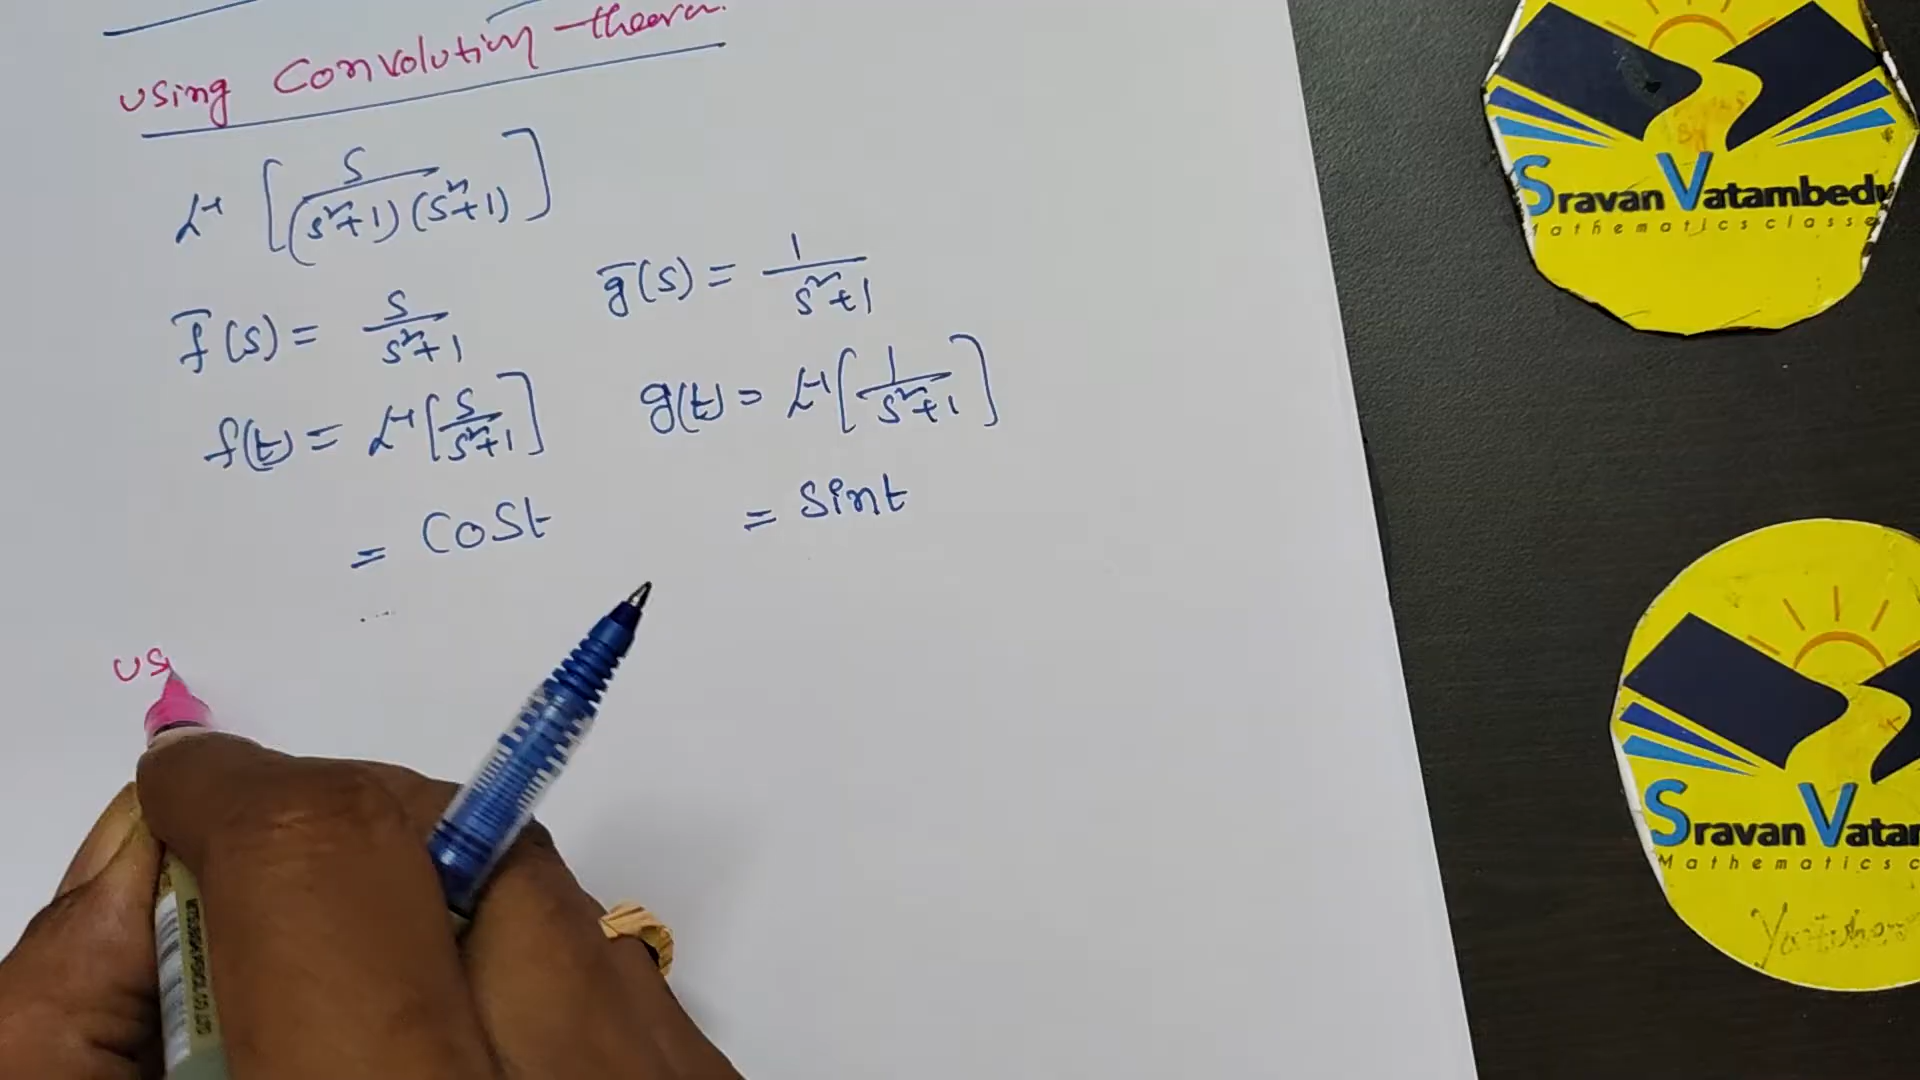 using Convolution theorem.
L⁻¹ [ s / (s²+1)(s²+1) ]
f̄(s) = s / s²+1
ḡ(s) = 1 / s²+1
f(t) = L⁻¹ [ s / s²+1 ]
g(t) = L⁻¹ [ 1 / s²+1 ]
= Cost
= Sint
us
Sravan Vatambedu
Mathematics classe
Sravan Vatam
Mathematics c